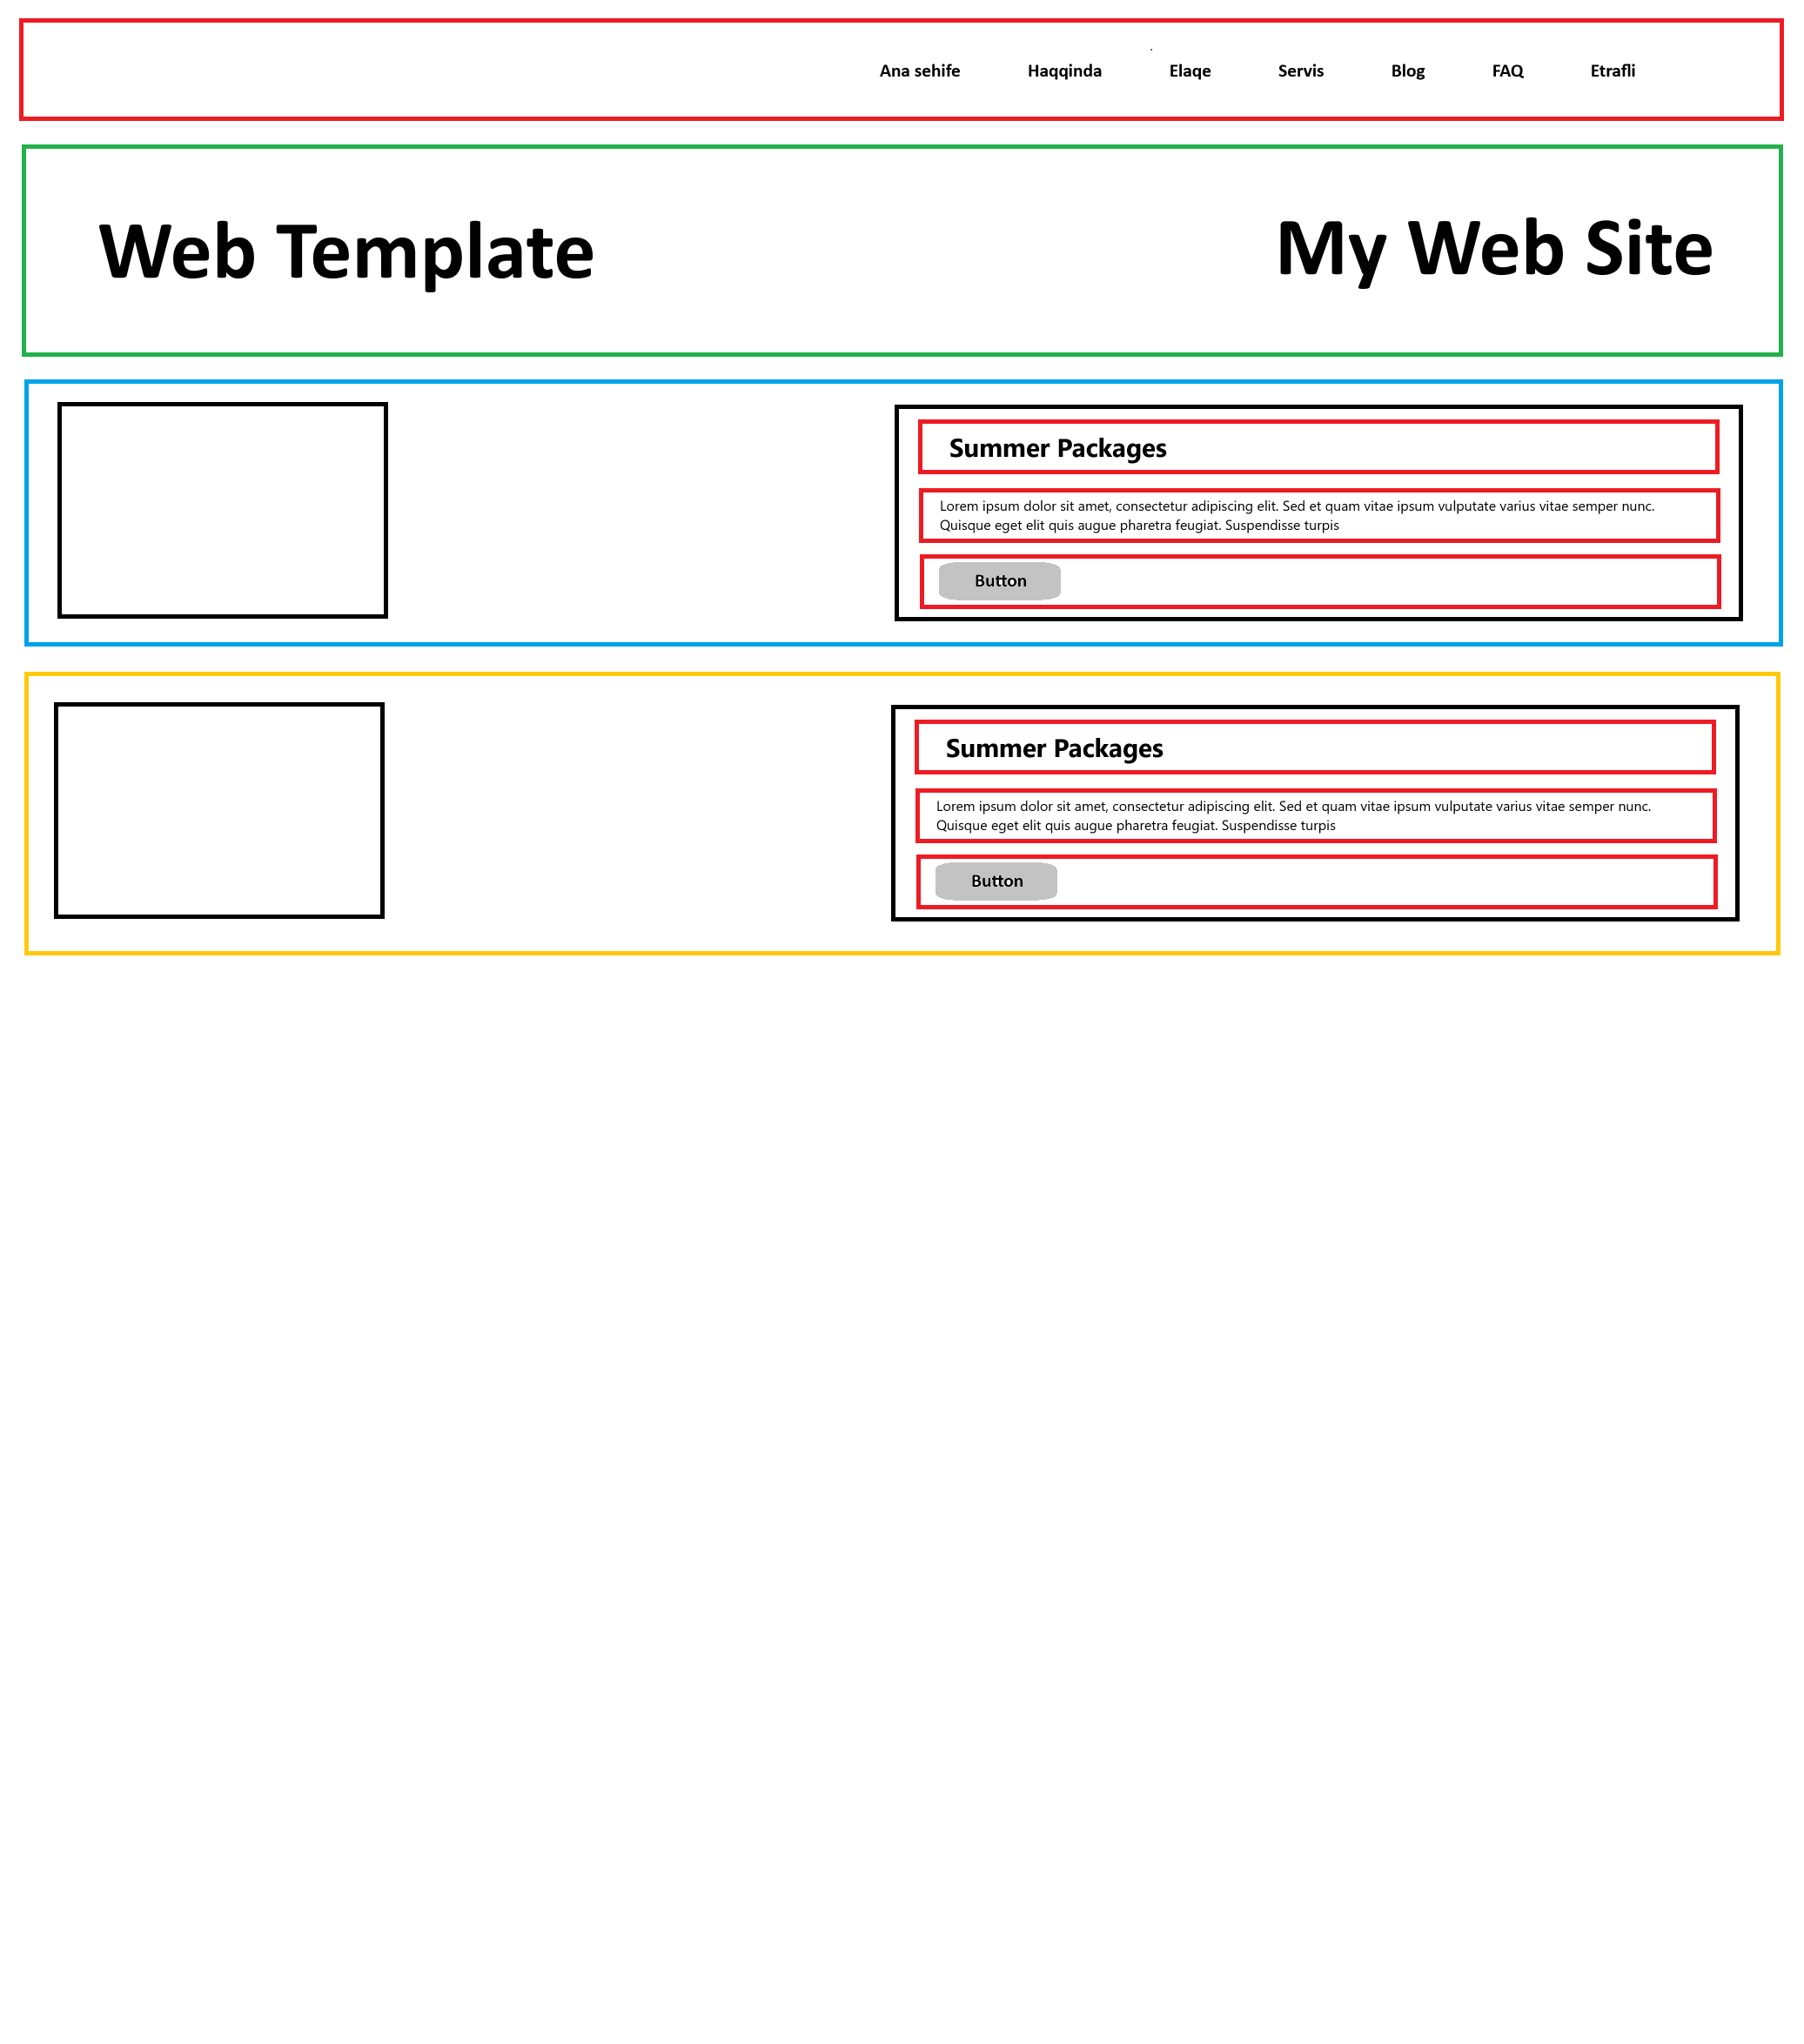 Ana sehife Haqqinda Elaqe Servis Blog FAQ Etrafli
Web Template My Web Site
Summer Packages
Lorem ipsum dolor sit amet, consectetur adipiscing elit. Sed et quam vitae ipsum vulputate varius vitae semper nunc.
Quisque eget elit quis augue pharetra feugiat. Suspendisse turpis
Button
Summer Packages
Lorem ipsum dolor sit amet, consectetur adipiscing elit. Sed et quam vitae ipsum vulputate varius vitae semper nunc.
Quisque eget elit quis augue pharetra feugiat. Suspendisse turpis
Button